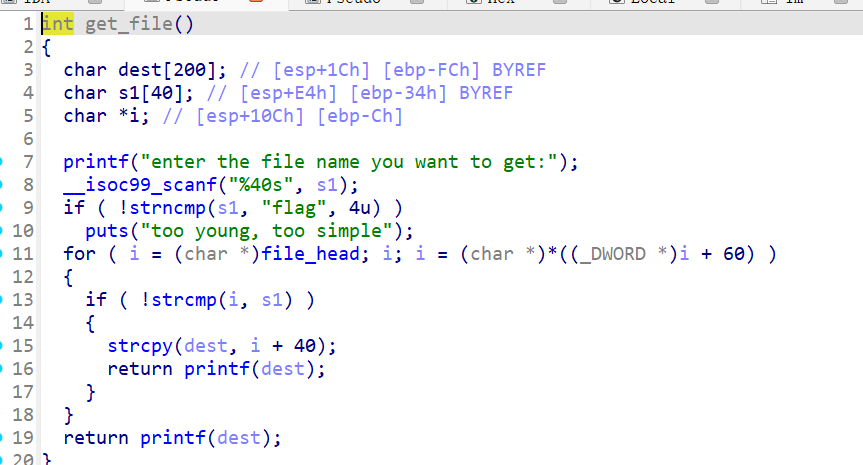 1 int get_file()
2 {
3 char dest[200]; // [esp+1Ch] [ebp-FCh] BYREF
4 char s1[40]; // [esp+E4h] [ebp-34h] BYREF
5 char *i; // [esp+10Ch] [ebp-Ch]
6
7 printf("enter the file name you want to get:");
8 __isoc99_scanf("%40s", s1);
9 if ( !strncmp(s1, "flag", 4u) )
10 puts("too young, too simple");
11 for ( i = (char *)file_head; i; i = (char *)*((_DWORD *)i + 60) )
12 {
13 if ( !strcmp(i, s1) )
14 {
15 strcpy(dest, i + 40);
16 return printf(dest);
17 }
18 }
19 return printf(dest);
20 }